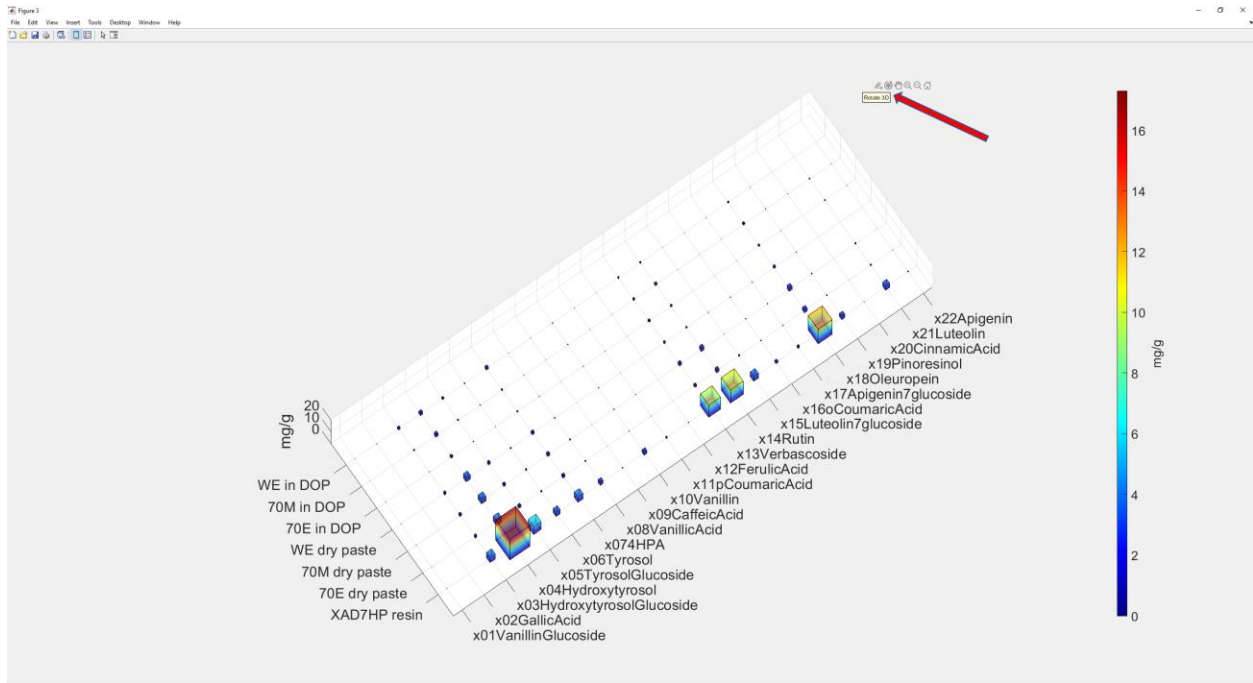 Figure 3
File Edit View Insert Tools Desktop Window Help
Rotate 3D
16
14
12
10
8
6
4
2
0
mg/g
20
10
0
mg/g
WE in DOP
70M in DOP
70E in DOP
WE dry paste
70M dry paste
70E dry paste
XAD7HP resin
x22Apigenin
x21Luteolin
x20CinnamicAcid
x19Pinoresinol
x18Oleuropein
x17Apigenin7glucoside
x16oCoumaricAcid
x15Luteolin7glucoside
x14Rutin
x13Verbascoside
x12FerulicAcid
x11pCoumaricAcid
x10Vanillin
x09CaffeicAcid
x08VanillicAcid
x074HPA
x06Tyrosol
x05TyrosolGlucoside
x04Hydroxytyrosol
x03HydroxytyrosolGlucoside
x02GallicAcid
x01VanillinGlucoside